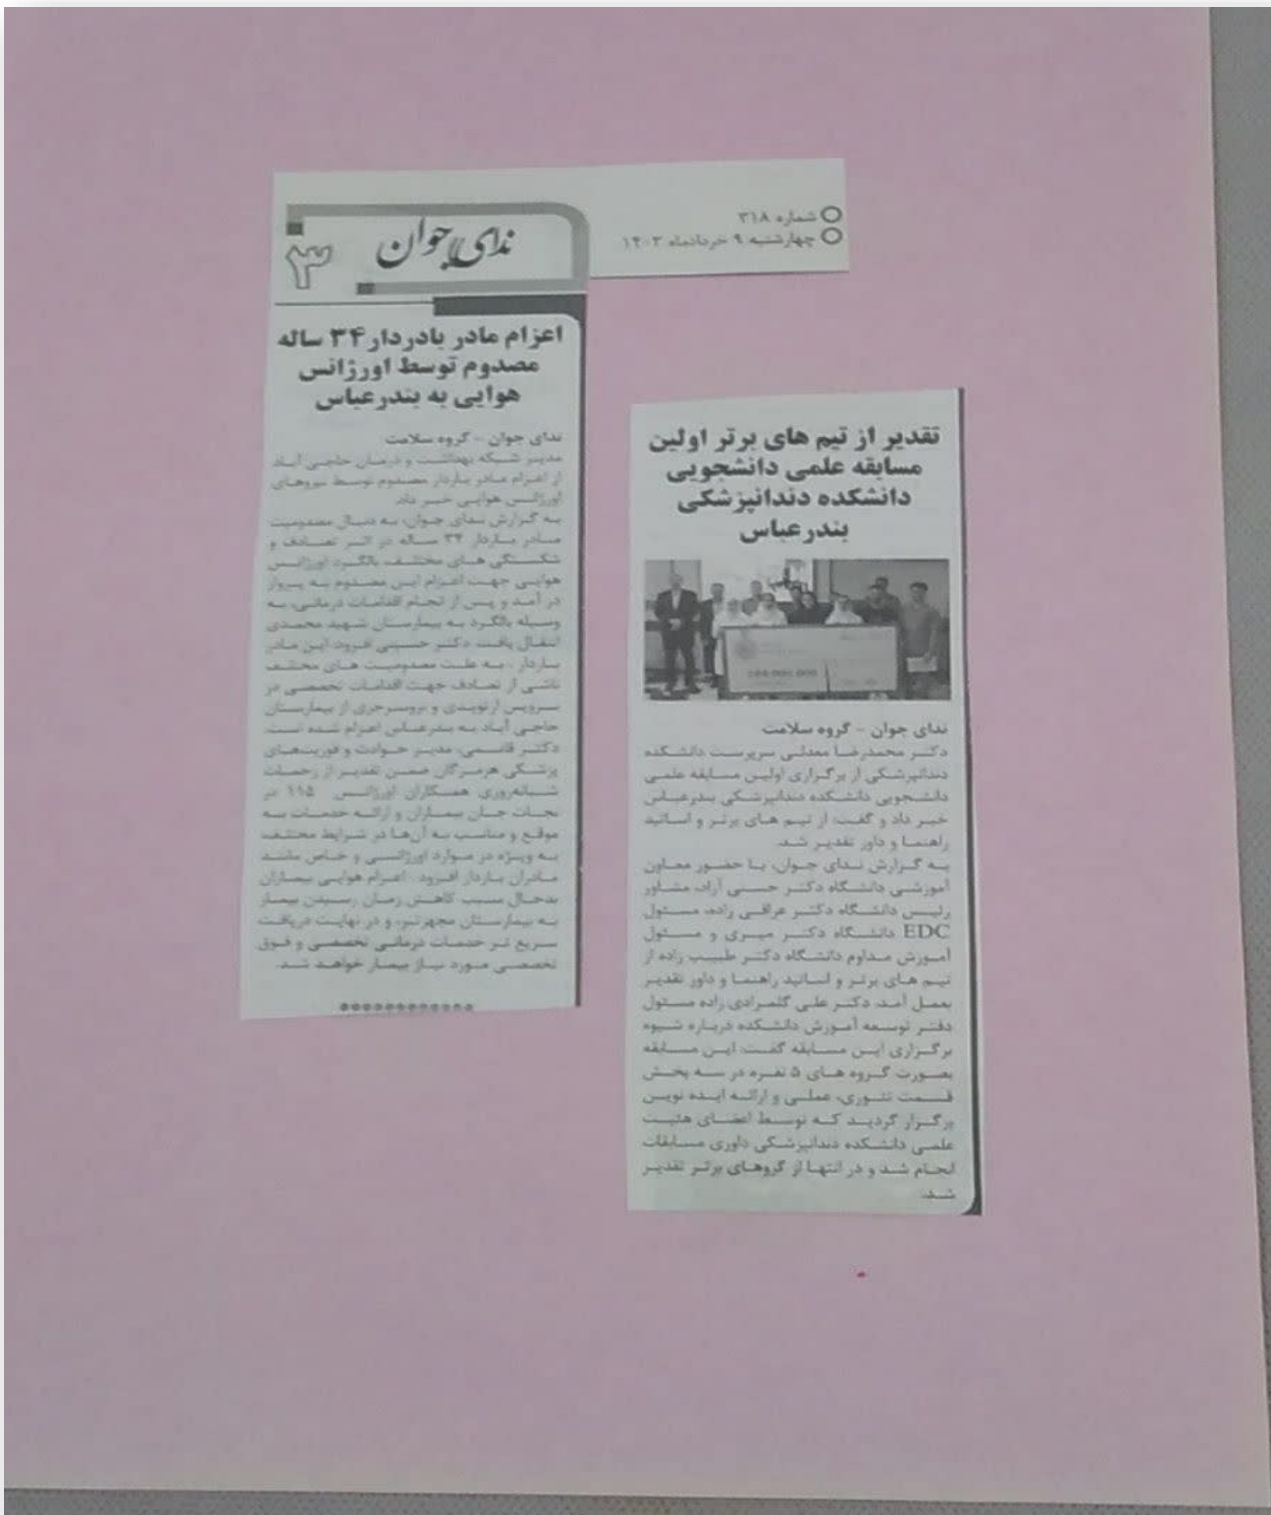 شماره ۳۱۸
چهارشنبه ۹ خردادماه ۱۴۰۳
ندای جوان
۳
اعزام مادر بادردار ۳۴ ساله
مصدوم توسط اورژانس
هوایی به بندرعباس
ندای جوان - گروه سلامت
مدیر شبکه بهداشت و درمان حاجی آباد
از اعزام مادر باردار مصدوم توسط نیروهای
اورژانس هوایی خبر داد.
به گزارش ندای جوان، به دنبال مصدومیت
مادر باردار ۳۴ ساله در اثر تصادف و
شکستگی های مختلف بالگرد اورژانس
هوایی جهت اعزام این مصدوم به پرواز
در آمد و پس از انجام اقدامات درمانی، به
وسیله بالگرد به بیمارستان شهید محمدی
انتقال یافت. دکتر حسینی افزود: این مادر
باردار ، به علت مصدومیت های مختلف
ناشی از تصادف جهت اقدامات تخصصی در
سرویس ارتوپدی و نروسرجری از بیمارستان
حاجی آباد به بندرعباس اعزام شده است.
دکتر قاسمی، مدیر حوادث و فوریت‌های
پزشکی هرمزگان ضمن تقدیر از زحمات
شبانه‌روزی همکاران اورژانس ۱۱۵ در
نجات جان بیماران و ارائه خدمات به
موقع و مناسب به آن‌ها در شرایط مختلف
به ویژه در موارد اورژانسی و خاص مانند
مادران باردار افزود : اعزام هوایی بیماران
بدحال سبب کاهش زمان رسیدن بیمار
به بیمارستان مجهزتر، و در نهایت دریافت
سریع تر خدمات درمانی تخصصی و فوق
تخصصی مورد نیاز بیمار خواهد شد.
تقدیر از تیم های برتر اولین
مسابقه علمی دانشجویی
دانشکده دندانپزشکی
بندرعباس
ندای جوان - گروه سلامت
دکتر محمدرضا معدلی سرپرست دانشکده
دندانپزشکی از برگزاری اولین مسابقه علمی
دانشجویی دانشکده دندانپزشکی بندرعباس
خبر داد و گفت: از تیم های برتر و اساتید
راهنما و داور تقدیر شد.
به گزارش ندای جوان، با حضور معاون
آموزشی دانشگاه دکتر حسنی آزاد، مشاور
رئیس دانشگاه دکتر عراقی زاده، مسئول
EDC دانشگاه دکتر میری و مسئول
آموزش مداوم دانشگاه دکتر طبیب زاده از
تیم های برتر و اساتید راهنما و داور تقدیر
بعمل آمد. دکتر علی گلمرادی زاده مسئول
دفتر توسعه آموزش دانشکده درباره شیوه
برگزاری این مسابقه گفت: این مسابقه
بصورت گروه های ۵ نفره در سه بخش
قسمت تئوری، عملی و ارائه ایده نوین
برگزار گردید که توسط اعضای هئیت
علمی دانشکده دندانپزشکی داوری مسابقات
انجام شد و در انتها از گروهای برتر تقدیر
شد.